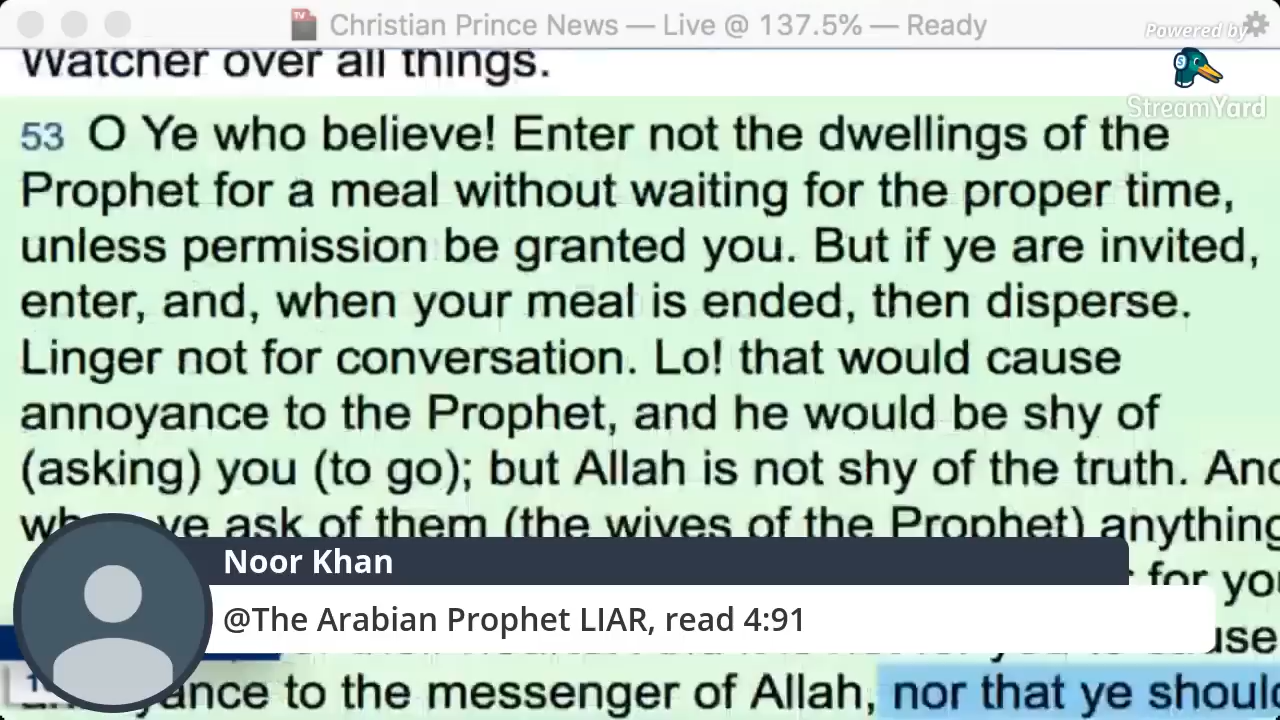 Christian Prince News — Live @ 137.5% — Ready
Powered by
StreamYard
Watcher over all things.
53 O Ye who believe! Enter not the dwellings of the
Prophet for a meal without waiting for the proper time,
unless permission be granted you. But if ye are invited,
enter, and, when your meal is ended, then disperse.
Linger not for conversation. Lo! that would cause
annoyance to the Prophet, and he would be shy of
(asking) you (to go); but Allah is not shy of the truth. And
ye ask of them (the wives of the Prophet) anything
Noor Khan
for you
@The Arabian Prophet LIAR, read 4:91
to the messenger of Allah, nor that ye should